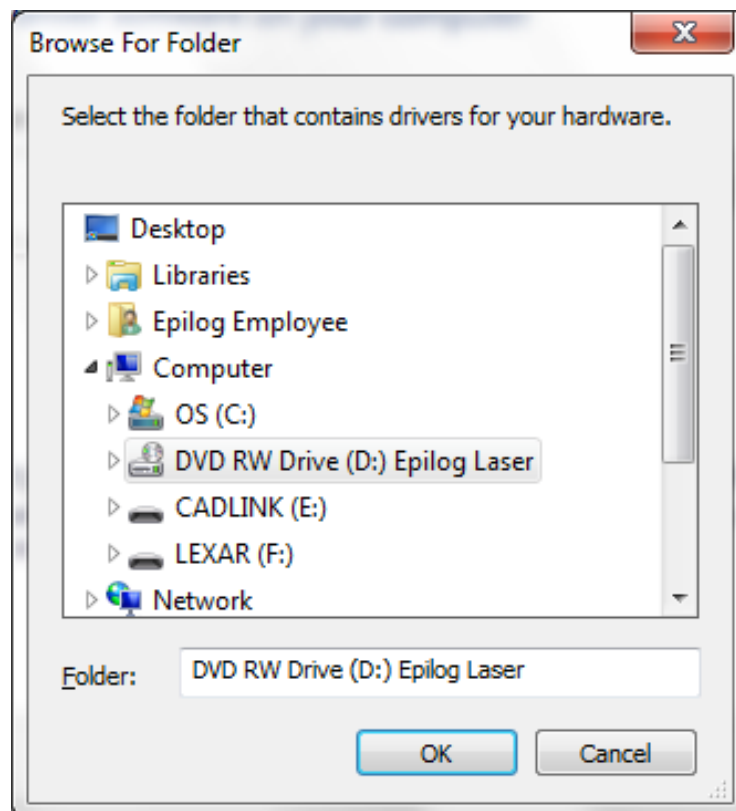 Browse For Folder
Select the folder that contains drivers for your hardware.
Desktop
Libraries
Epilog Employee
Computer
OS (C:)
DVD RW Drive (D:) Epilog Laser
CADLINK (E:)
LEXAR (F:)
Network
Folder: DVD RW Drive (D:) Epilog Laser
OK Cancel